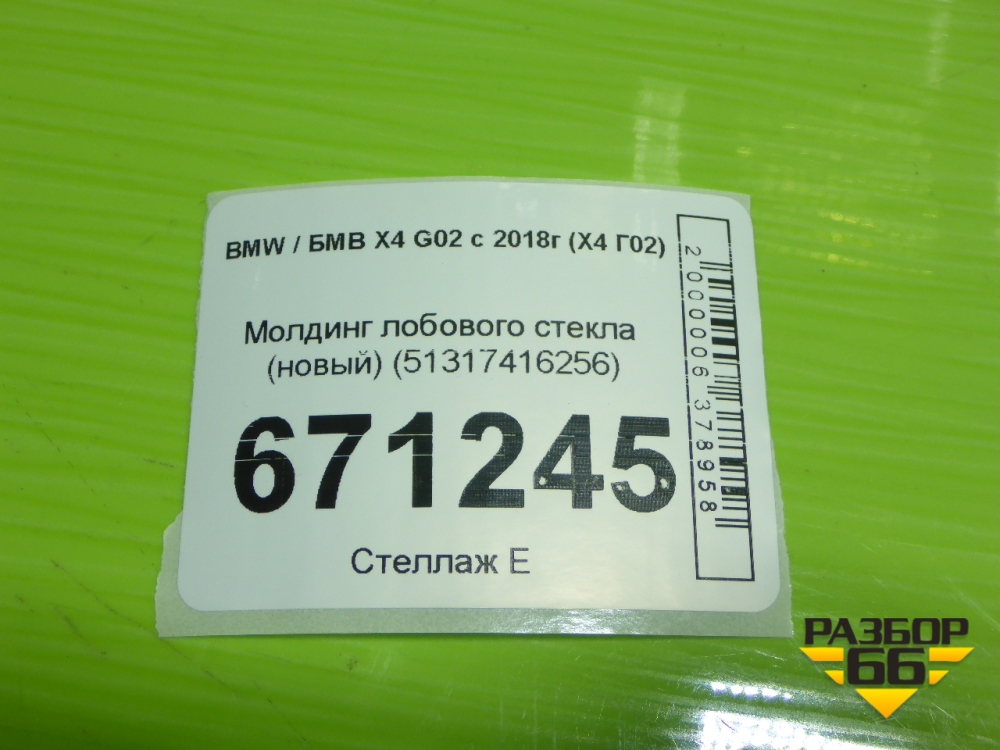 BMW / БМВ X4 G02 с 2018г (X4 Г02)
Молдинг лобового стекла
(новый) (51317416256)
671245
Стеллаж Е
2000006378958
РАЗБОР
66